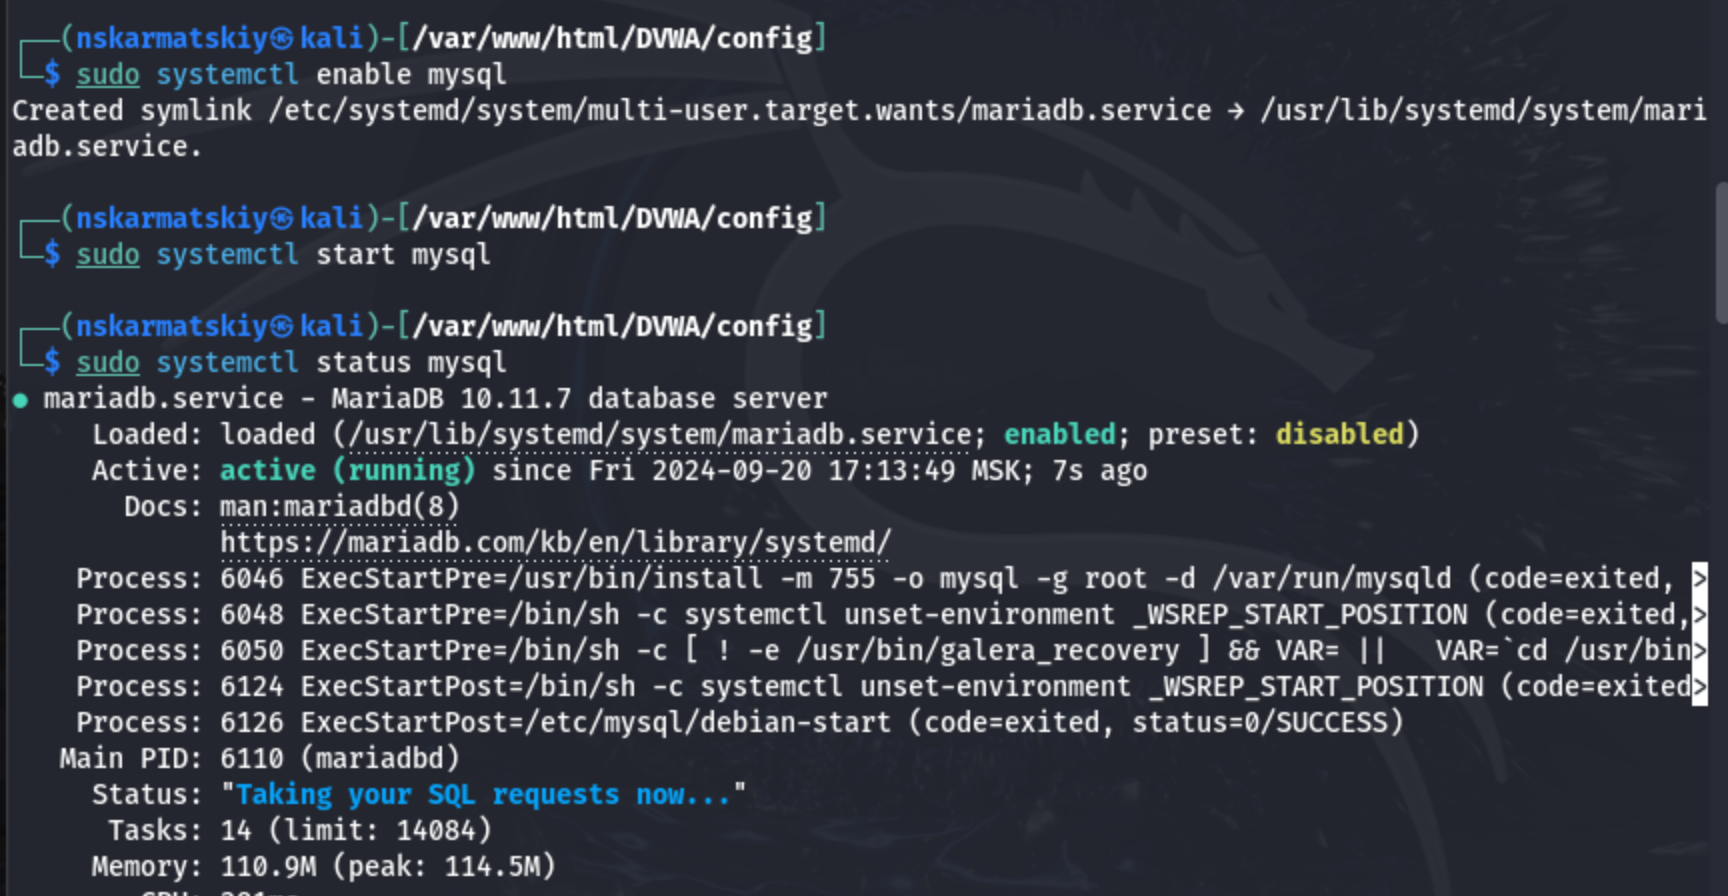 ┌──(nskarmatskiy㉿kali)-[/var/www/html/DVWA/config]
└─$ sudo systemctl enable mysql
Created symlink /etc/systemd/system/multi-user.target.wants/mariadb.service → /usr/lib/systemd/system/mari
adb.service.
┌──(nskarmatskiy㉿kali)-[/var/www/html/DVWA/config]
└─$ sudo systemctl start mysql
┌──(nskarmatskiy㉿kali)-[/var/www/html/DVWA/config]
└─$ sudo systemctl status mysql
● mariadb.service - MariaDB 10.11.7 database server
Loaded: loaded (/usr/lib/systemd/system/mariadb.service; enabled; preset: disabled)
Active: active (running) since Fri 2024-09-20 17:13:49 MSK; 7s ago
Docs: man:mariadbd(8)
https://mariadb.com/kb/en/library/systemd/
Process: 6046 ExecStartPre=/usr/bin/install -m 755 -o mysql -g root -d /var/run/mysqld (code=exited, >
Process: 6048 ExecStartPre=/bin/sh -c systemctl unset-environment _WSREP_START_POSITION (code=exited,>
Process: 6050 ExecStartPre=/bin/sh -c [ ! -e /usr/bin/galera_recovery ] && VAR= ||   VAR=`cd /usr/bin>
Process: 6124 ExecStartPost=/bin/sh -c systemctl unset-environment _WSREP_START_POSITION (code=exited>
Process: 6126 ExecStartPost=/etc/mysql/debian-start (code=exited, status=0/SUCCESS)
Main PID: 6110 (mariadbd)
Status: "Taking your SQL requests now..."
Tasks: 14 (limit: 14084)
Memory: 110.9M (peak: 114.5M)